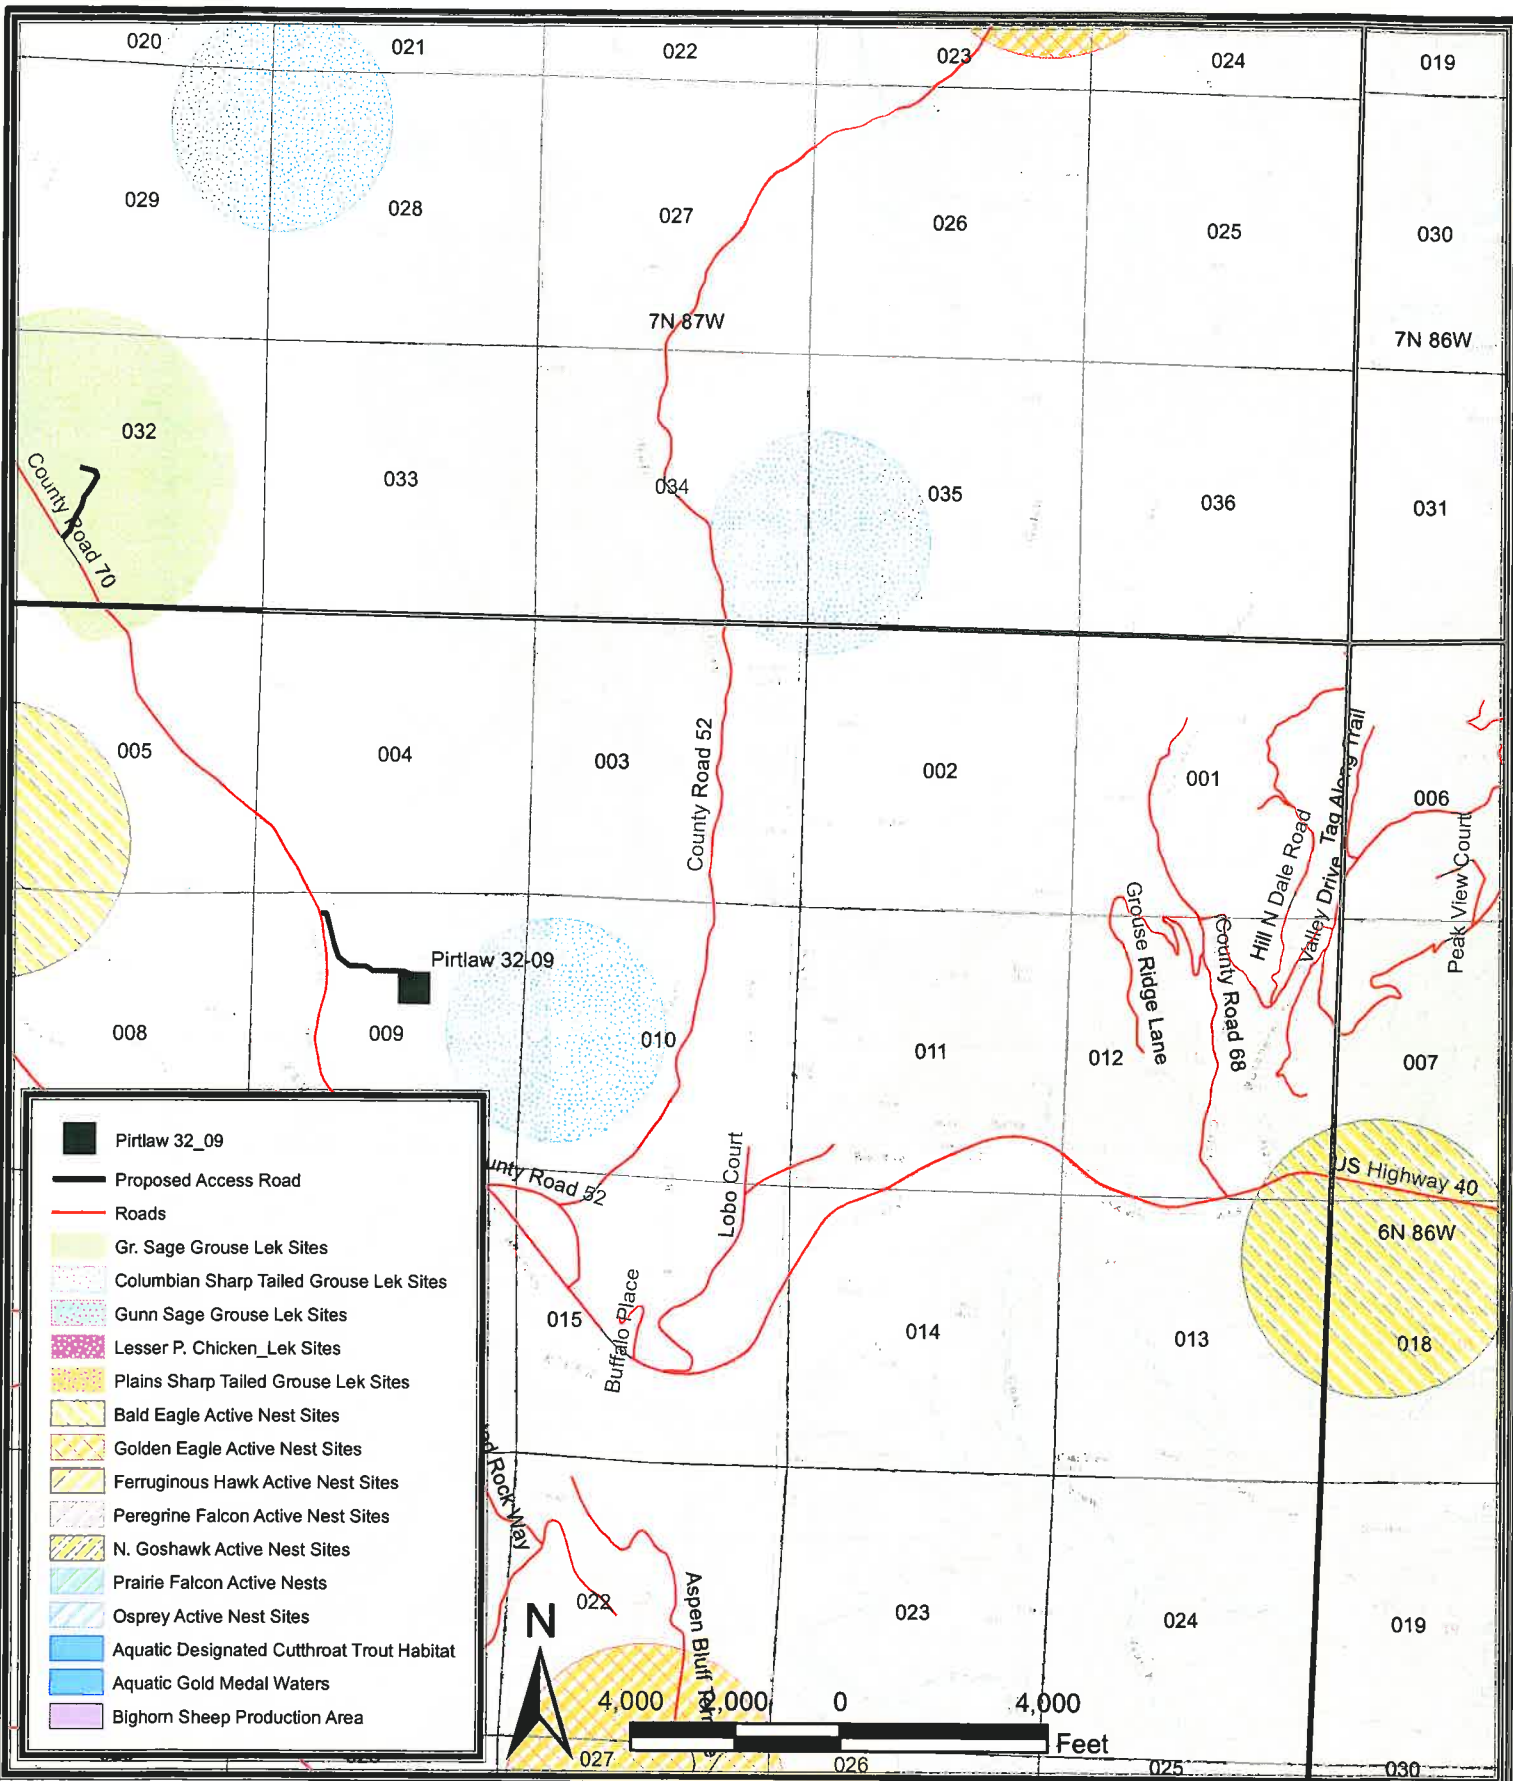 020
021
022
023
024
019
029
028
027
026
025
030
7N 87W
7N 86W
032
033
034
035
036
031
County Road 70
005
004
003
County Road 52
002
001
006
Hill N Dale Road
Valley Drive
Tag Along Trail
Peak View Court
Grouse Ridge Lane
County Road 68
Pirtlaw 32-09
008
009
010
011
012
007
unty Road 52
Lobo Court
US Highway 40
6N 86W
Buffalo Place
015
014
013
018
Rock Way
022
023
024
019
Aspen Bluff
027
026
025
030
Pirtlaw 32_09
Proposed Access Road
Roads
Gr. Sage Grouse Lek Sites
Columbian Sharp Tailed Grouse Lek Sites
Gunn Sage Grouse Lek Sites
Lesser P. Chicken_Lek Sites
Plains Sharp Tailed Grouse Lek Sites
Bald Eagle Active Nest Sites
Golden Eagle Active Nest Sites
Ferruginous Hawk Active Nest Sites
Peregrine Falcon Active Nest Sites
N. Goshawk Active Nest Sites
Prairie Falcon Active Nests
Osprey Active Nest Sites
Aquatic Designated Cutthroat Trout Habitat
Aquatic Gold Medal Waters
Bighorn Sheep Production Area
N
4,000 2,000 0 4,000
Feet